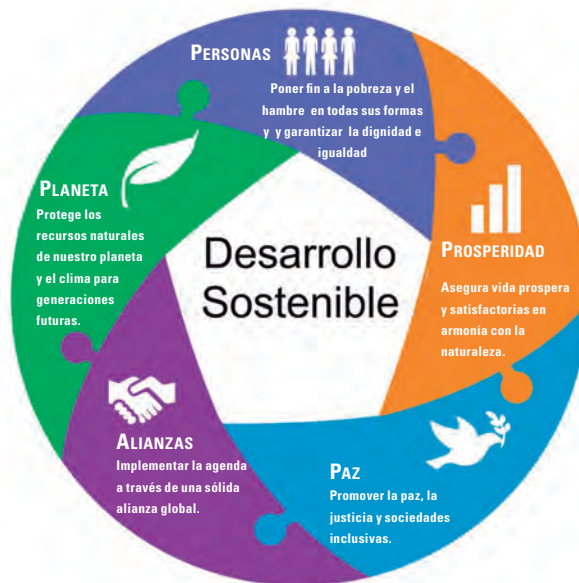 PERSONAS
Poner fin a la pobreza y el
hambre en todas sus formas
y y garantizar la dignidad e
igualdad
PROSPERIDAD
Asegura vida prospera
y satisfactorias en
armonía con la
naturaleza.
PAZ
Promover la paz, la
justicia y sociedades
inclusivas.
ALIANZAS
Implementar la agenda
a través de una sólida
alianza global.
PLANETA
Protege los
recursos naturales
de nuestro planeta
y el clima para
generaciones
futuras.
Desarrollo
Sostenible